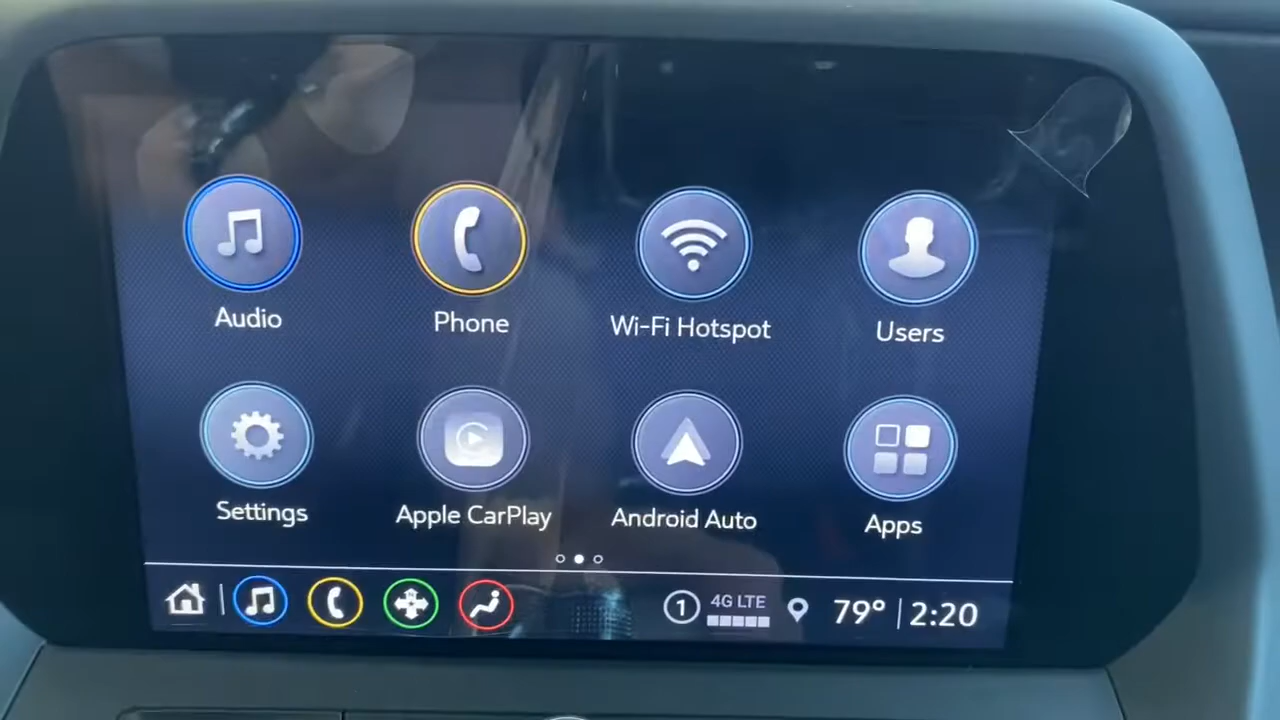 Audio
Phone
Wi-Fi Hotspot
Users
Settings
Apple CarPlay
Android Auto
Apps
1
4G LTE
79°
2:20